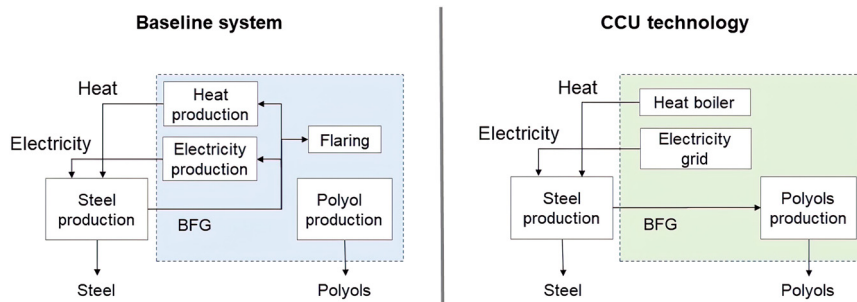 Baseline system
Heat
Heat
production
Flaring
Electricity
Electricity
production
Steel
production
BFG
Polyol
production
Steel
Polyols
CCU technology
Heat
Heat boiler
Electricity
Electricity
grid
Steel
production
BFG
Polyols
production
Steel
Polyols